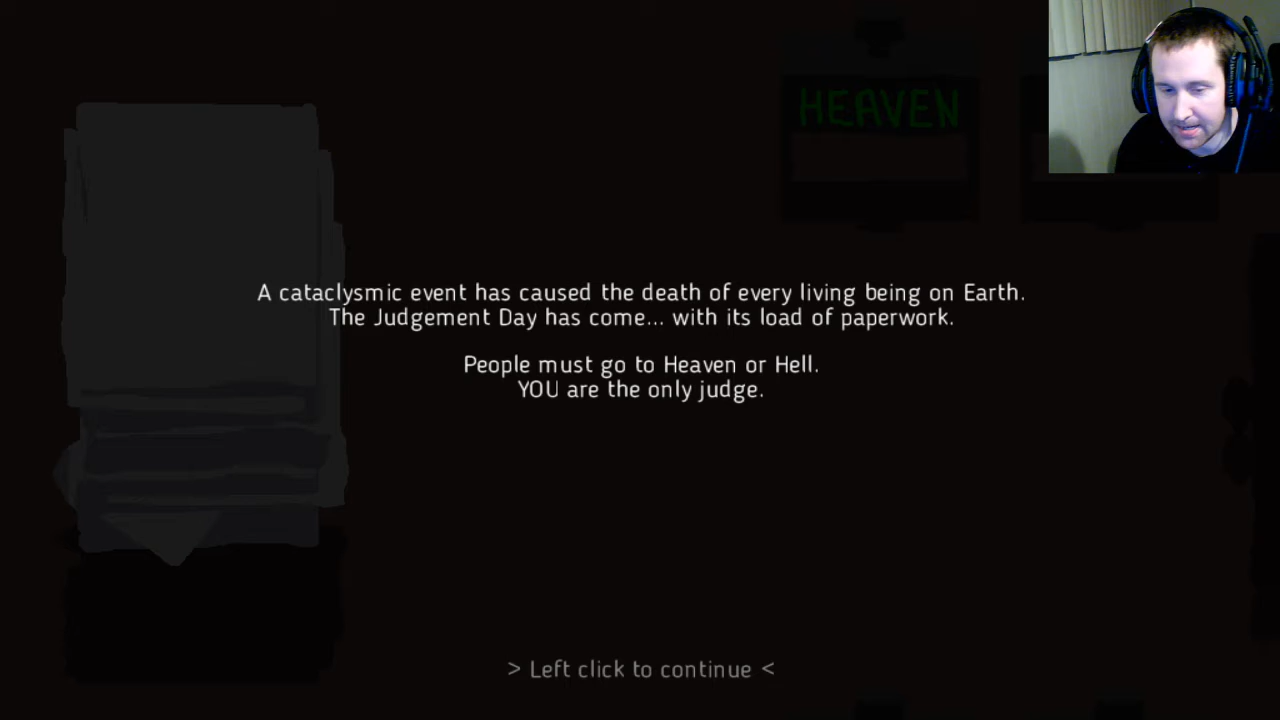 HEAVEN
A cataclysmic event has caused the death of every living being on Earth.
The Judgement Day has come... with its load of paperwork.
People must go to Heaven or Hell.
YOU are the only judge.
> Left click to continue <